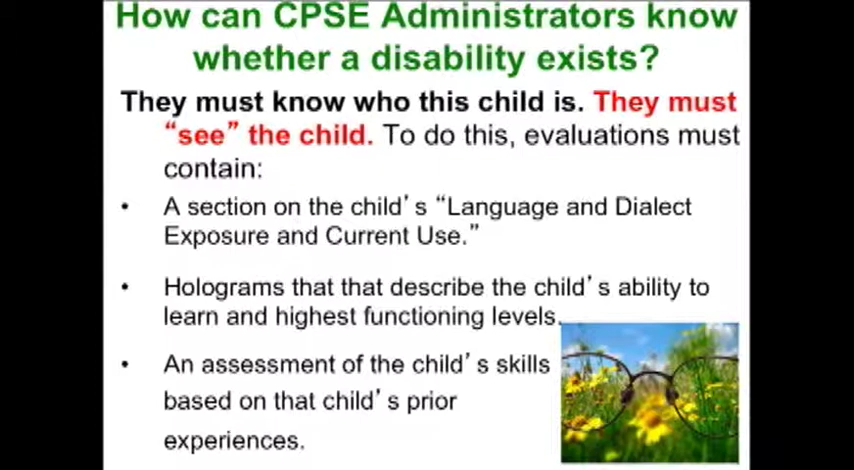 How can CPSE Administrators know
whether a disability exists?
They must know who this child is. They must
“see” the child. To do this, evaluations must
contain:
• A section on the child’s “Language and Dialect
Exposure and Current Use.”
• Holograms that that describe the child’s ability to
learn and highest functioning levels.
• An assessment of the child’s skills
based on that child’s prior
experiences.